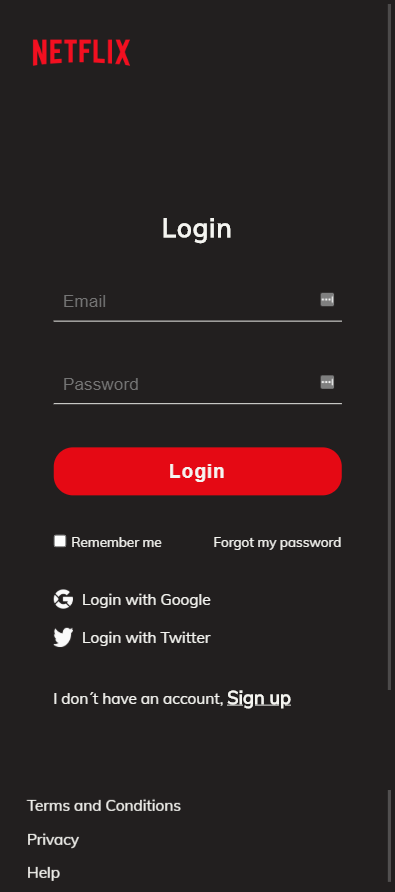 NETFLIX
Login
Email
Password
Login
Remember me Forgot my password
Login with Google
Login with Twitter
I don´t have an account, Sign up
Terms and Conditions
Privacy
Help